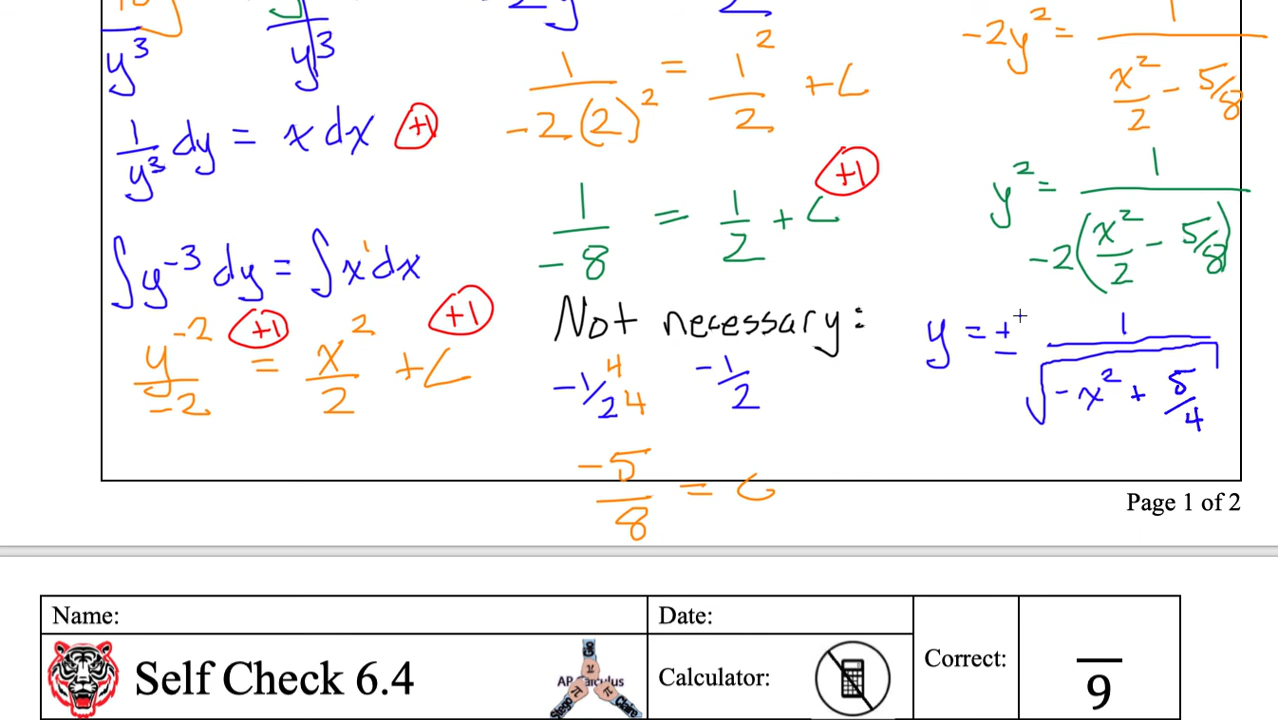 y³
y³
1/y³ dy = x dx +1
∫y⁻³ dy = ∫x¹dx
y⁻²/-2 +1 = x²/2 + C +1
1/-2(2)² = 1²/2 + C
1/-8 = 1/2 + C +1
Not necessary:
-1/2 4/4 -1/2
-5/8 = C
-2y² = 1/(x²/2 - 5/8)
y² = 1/-2(x²/2 - 5/8)
y = ± + 1/√(-x² + 5/4)
Page 1 of 2
Name:
Date:
Self Check 6.4
Calculator:
Correct:
9